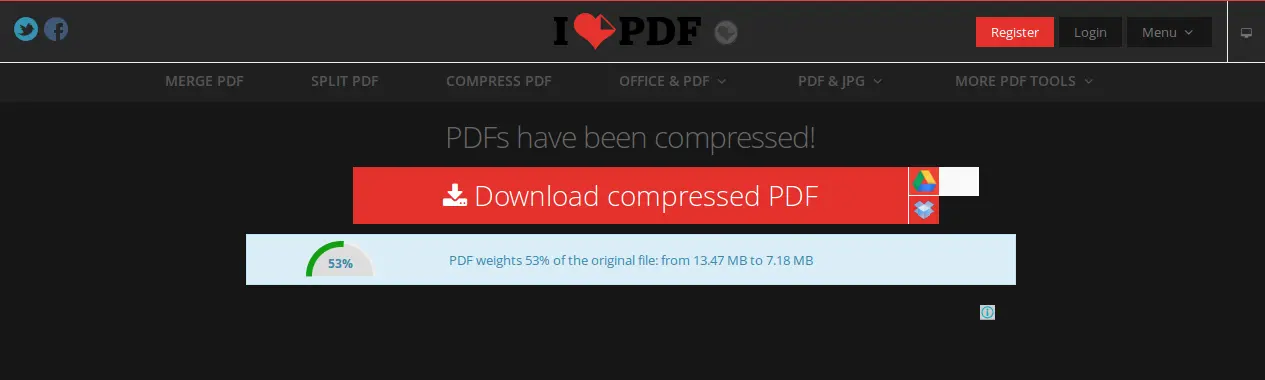 I PDF
Register
Login
Menu
MERGE PDF
SPLIT PDF
COMPRESS PDF
OFFICE & PDF
PDF & JPG
MORE PDF TOOLS
PDFs have been compressed!
Download compressed PDF
53%
PDF weights 53% of the original file: from 13.47 MB to 7.18 MB